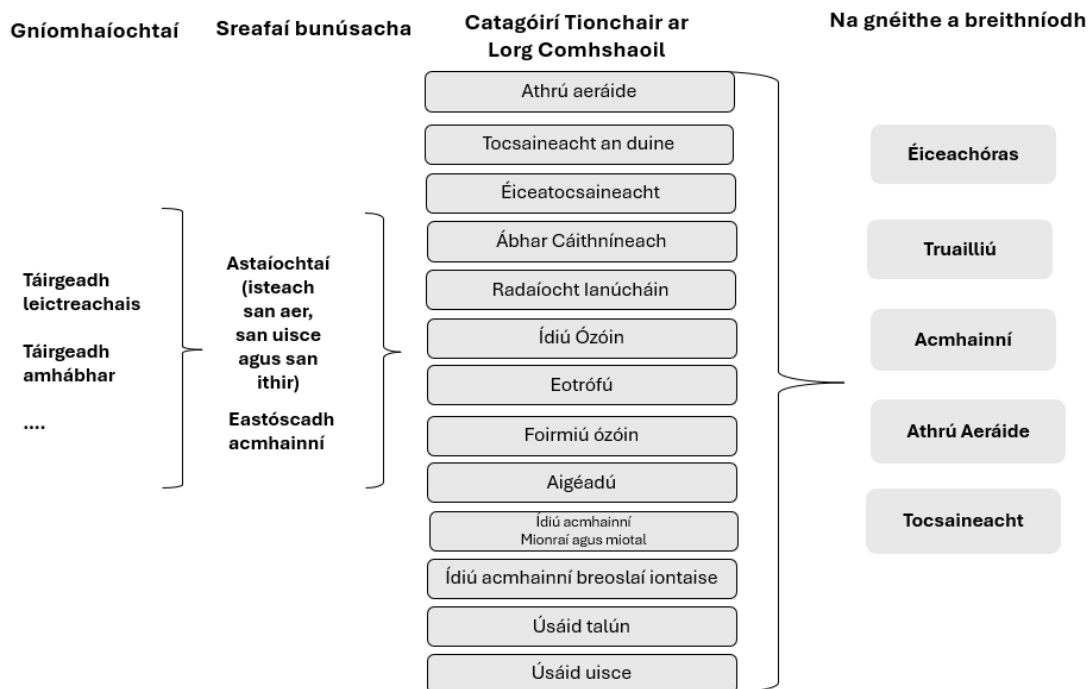 Gníomhaíochtaí
Sreafaí bunúsacha
Catagóirí Tionchair ar
Lorg Comhshaoil
Na gnéithe a breithníodh
Táirgeadh
leictreachais
Táirgeadh
amhábhar
....
Astaíochtaí
(isteach
san aer,
san uisce
agus san
ithir)
Eastóscadh
acmhainní
Athrú aeráide
Tocsaineacht an duine
Éiceatocsaineacht
Ábhar Cáithníneach
Radaíocht Ianúcháin
Ídiú Ózóin
Eotrófú
Foirmiú ózóin
Aigéadú
Ídiú acmhainní
Mionraí agus miotal
Ídiú acmhainní breoslaí iontaise
Úsáid talún
Úsáid uisce
Éiceachóras
Truailliú
Acmhainní
Athrú Aeráide
Tocsaineacht